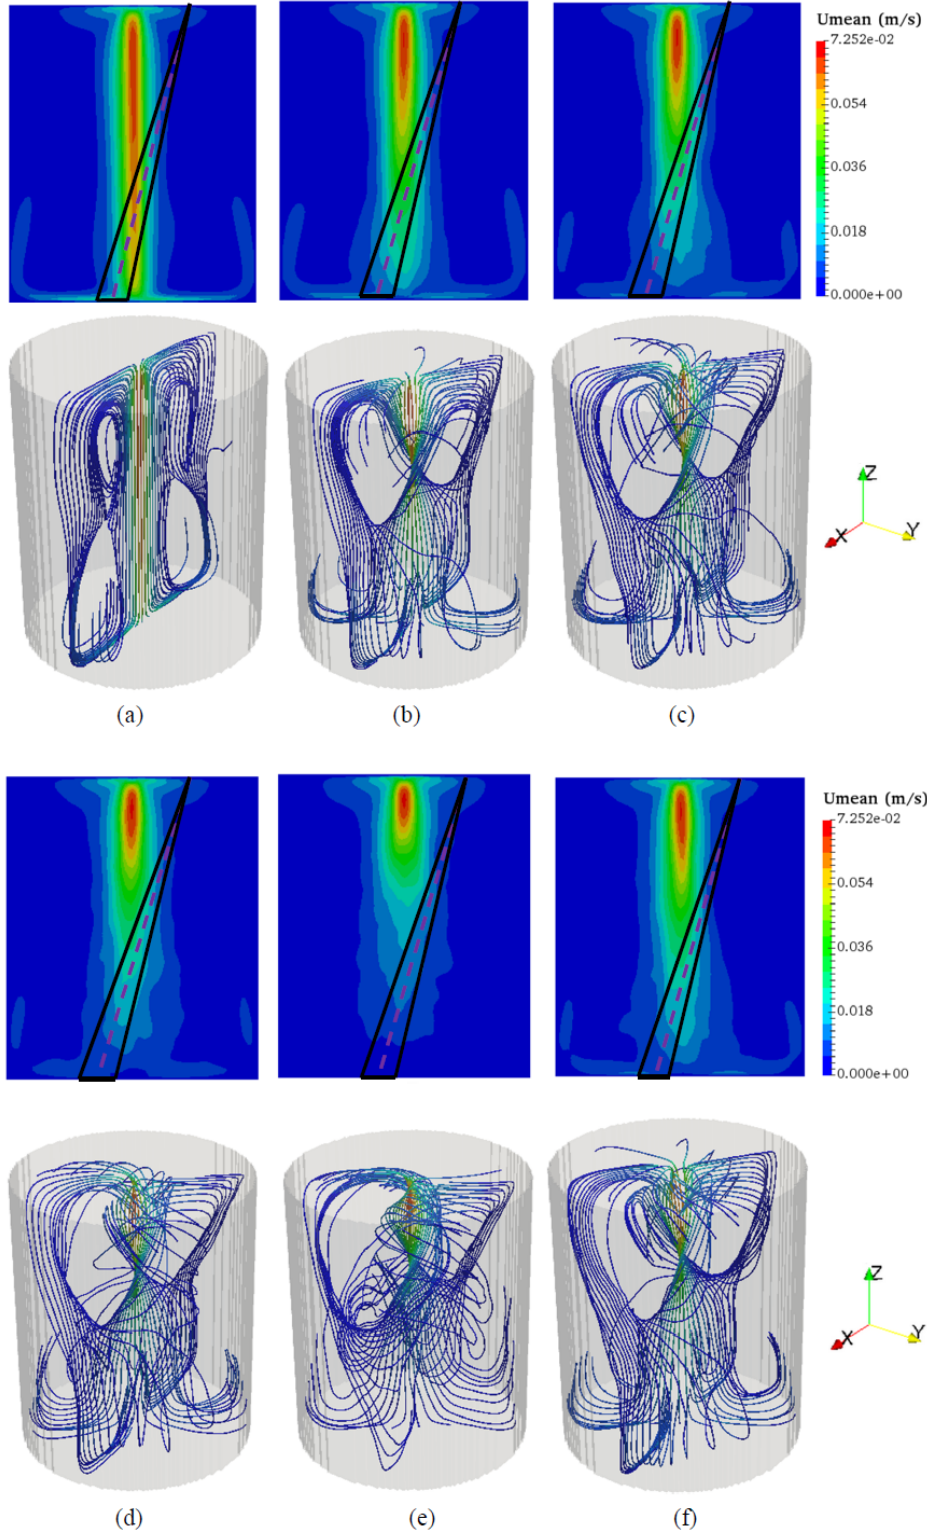 Umean (m/s)
7.252e-02
0.054
0.036
0.018
0.000e+00
Z
X
Y
(a)
(b)
(c)
Umean (m/s)
7.252e-02
0.054
0.036
0.018
0.000e+00
Z
X
Y
(d)
(e)
(f)